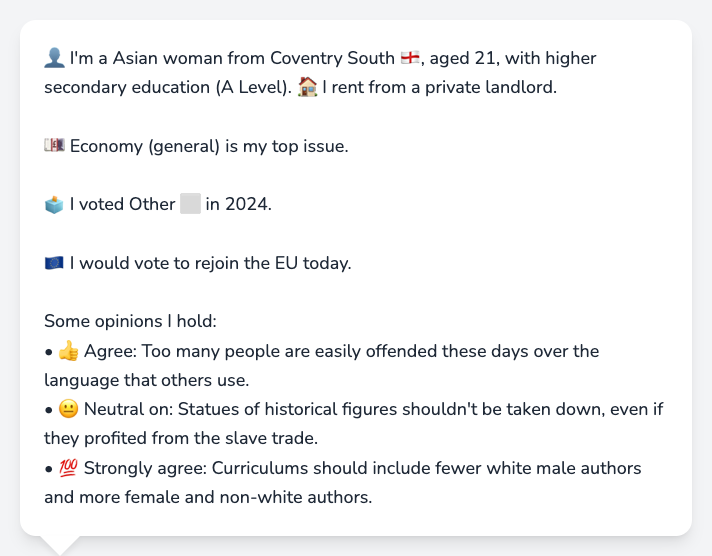 👤 I'm a Asian woman from Coventry South 🏴󠁧󠁢󠁥󠁮󠁧󠁿, aged 21, with higher
secondary education (A Level). 🏠 I rent from a private landlord.
💷 Economy (general) is my top issue.
🗳️ I voted Other ⬜ in 2024.
🇪🇺 I would vote to rejoin the EU today.
Some opinions I hold:
• 👍 Agree: Too many people are easily offended these days over the
language that others use.
• 😐 Neutral on: Statues of historical figures shouldn't be taken down, even if
they profited from the slave trade.
• 💯 Strongly agree: Curriculums should include fewer white male authors
and more female and non-white authors.